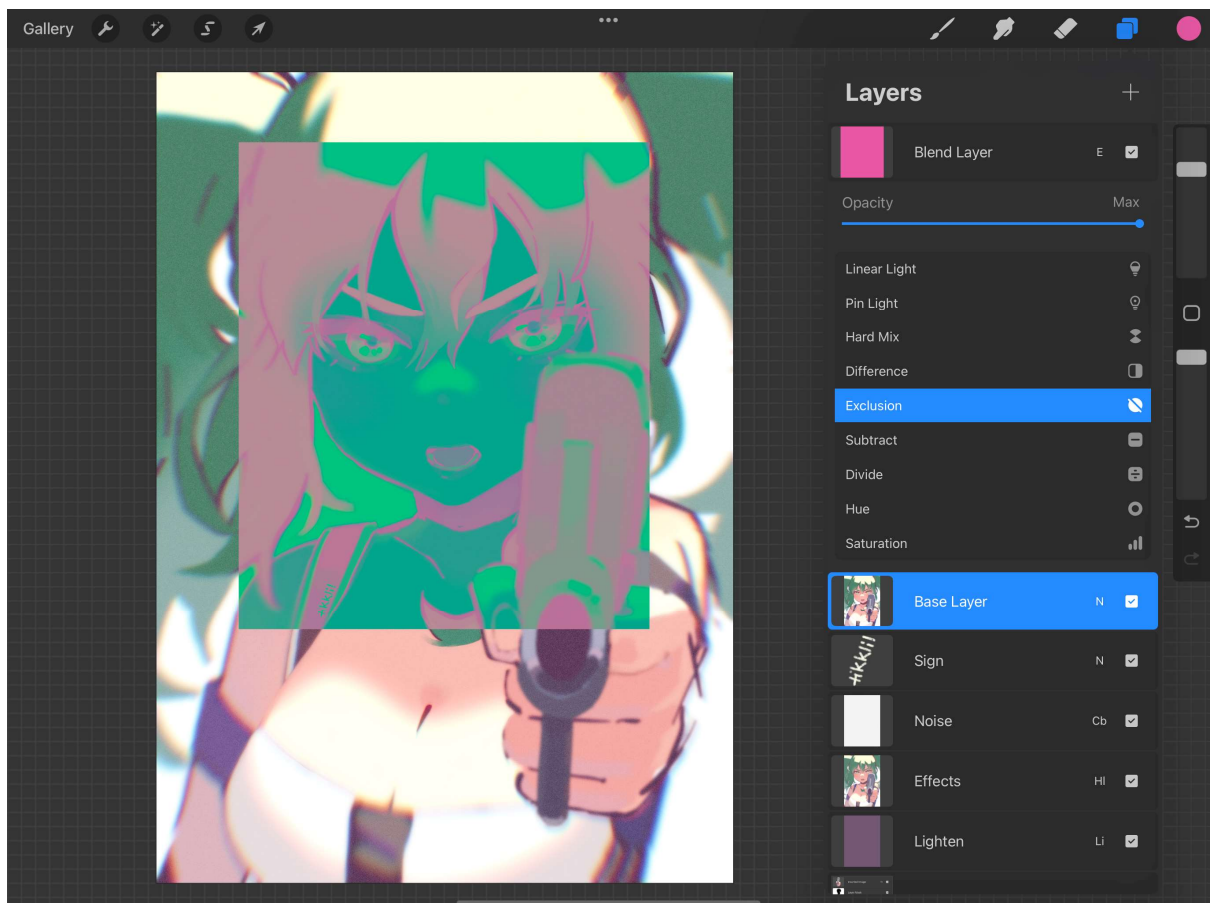 Gallery
Layers
Blend Layer E
Opacity Max
Linear Light
Pin Light
Hard Mix
Difference
Exclusion
Subtract
Divide
Hue
Saturation
Base Layer N
Sign N
Noise Cb
Effects Hl
Lighten Li